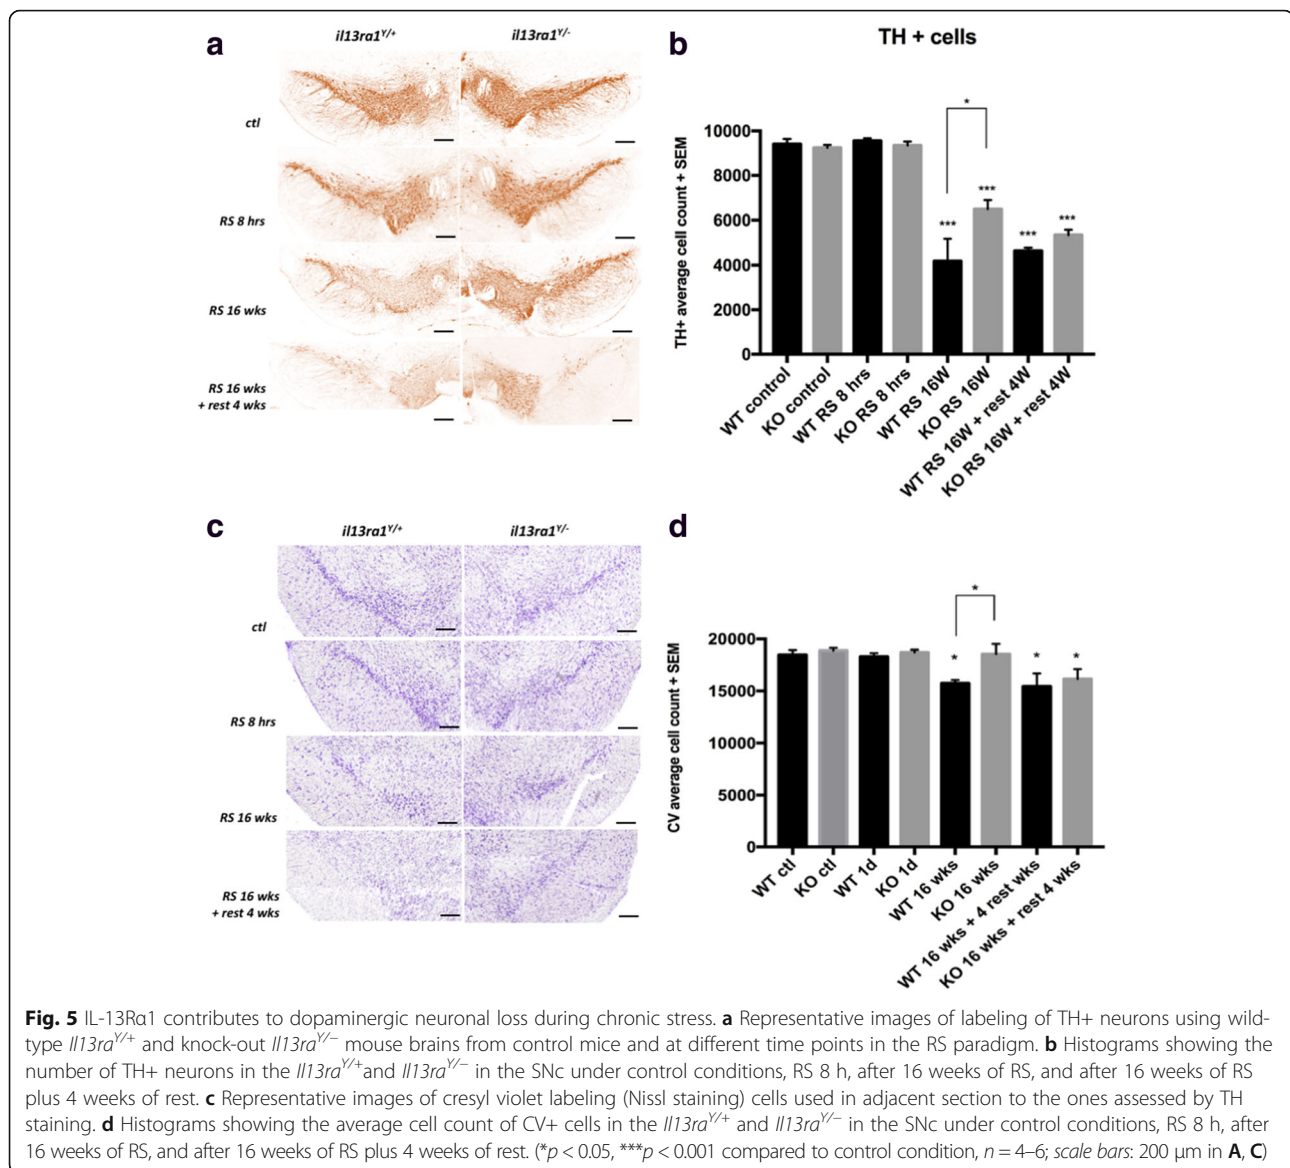 a
il13ra1Y/+
il13ra1Y/-
ctl
RS 8 hrs
RS 16 wks
RS 16 wks
+ rest 4 wks
b
TH + cells
TH+ average cell count + SEM
10000
8000
6000
4000
2000
0
*
***
***
***
***
WT control
KO control
WT RS 8 hrs
KO RS 8 hrs
WT RS 16W
KO RS 16W
WT RS 16W + rest 4W
KO RS 16W + rest 4W
c
il13ra1Y/+
il13ra1Y/-
ctl
RS 8 hrs
RS 16 wks
RS 16 wks
+ rest 4 wks
d
CV average cell count + SEM
20000
15000
10000
5000
0
*
*
*
*
WT ctl
KO ctl
WT 1d
KO 1d
WT 16 wks
KO 16 wks
WT 16 wks + 4 rest wks
KO 16 wks + rest 4 wks
Fig. 5 IL-13Rα1 contributes to dopaminergic neuronal loss during chronic stress. a Representative images of labeling of TH+ neurons using wild-
type Il13raY/+ and knock-out Il13raY/− mouse brains from control mice and at different time points in the RS paradigm. b Histograms showing the
number of TH+ neurons in the Il13raY/+and Il13raY/− in the SNc under control conditions, RS 8 h, after 16 weeks of RS, and after 16 weeks of RS
plus 4 weeks of rest. c Representative images of cresyl violet labeling (Nissl staining) cells used in adjacent section to the ones assessed by TH
staining. d Histograms showing the average cell count of CV+ cells in the Il13raY/+ and Il13raY/− in the SNc under control conditions, RS 8 h, after
16 weeks of RS, and after 16 weeks of RS plus 4 weeks of rest. (*p < 0.05, ***p < 0.001 compared to control condition, n = 4–6; scale bars: 200 μm in A, C)